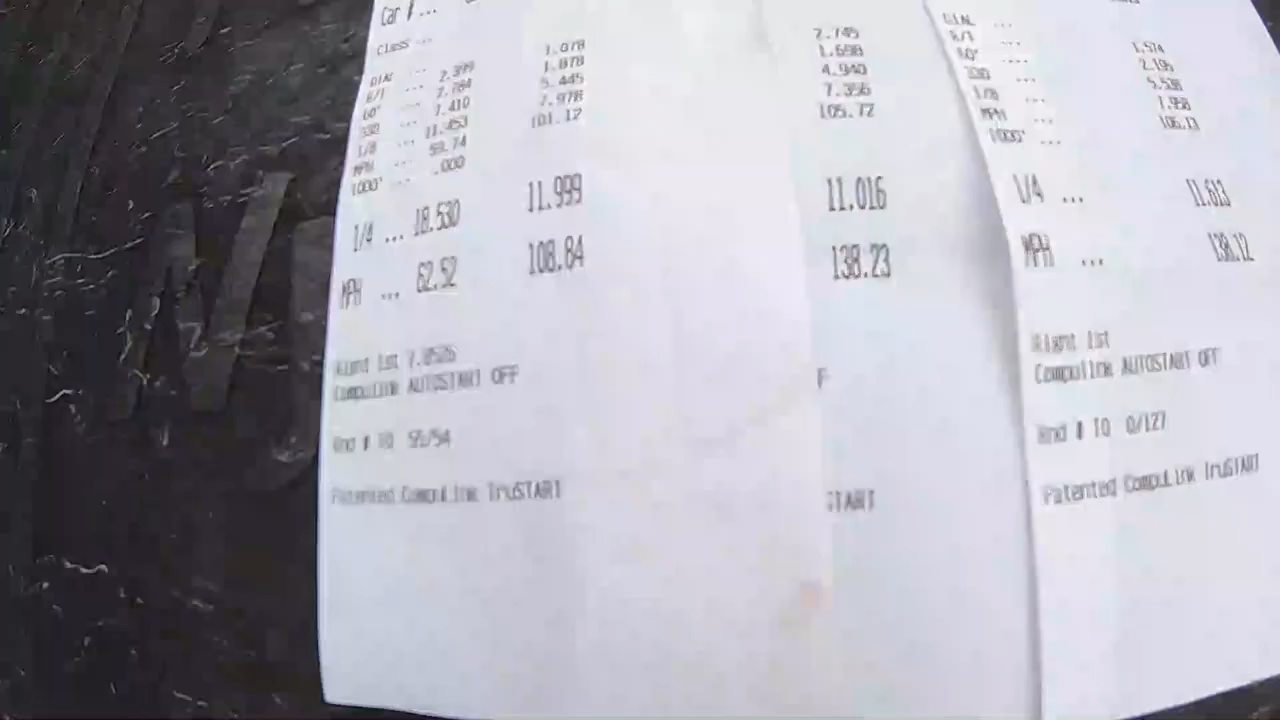 Car # ...
Class ...
DIAL ...
R/T ... 2.399 1.078
60' ... 2.784 1.878
330 ... 7.410 5.445
1/8 ... 11.453 7.978
MPH ... 59.74 101.12
1000' ... .000
1/4 ... 18.530 11.999
MPH ... 62.52 108.84
Right 1st 7.0526
CompuLink AUTOSTART OFF
Rnd # TO 55/54
Patented CompuLink TruSTART
2.745
1.698
4.940
7.356
105.72
11.016
138.23
F
START
DIAL ...
R/T ... 1.574
60' ... 2.195
330 ... 5.538
1/8 ... 7.958
MPH ... 106.13
1000' ...
1/4 ... 11.613
MPH ... 138.12
Right 1st
CompuLink AUTOSTART OFF
Rnd # TO 0/127
Patented CompuLink TruSTART